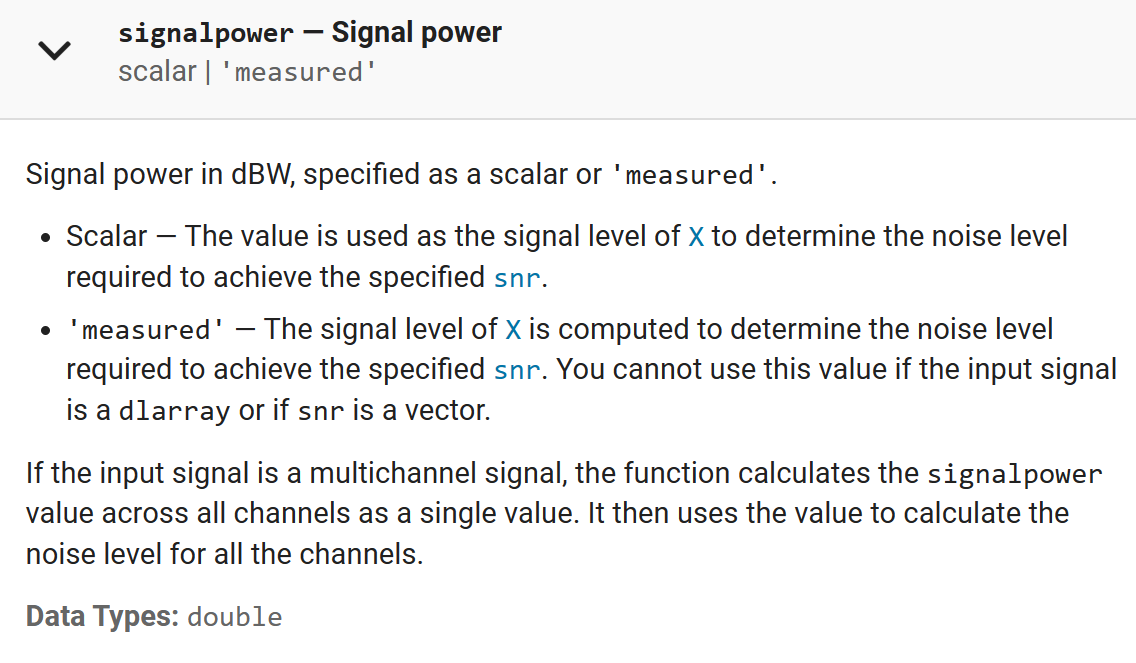 signalpower — Signal power
scalar | 'measured'
Signal power in dBW, specified as a scalar or 'measured'.
• Scalar — The value is used as the signal level of X to determine the noise level
required to achieve the specified snr.
• 'measured' — The signal level of X is computed to determine the noise level
required to achieve the specified snr. You cannot use this value if the input signal
is a dlarray or if snr is a vector.
If the input signal is a multichannel signal, the function calculates the signalpower
value across all channels as a single value. It then uses the value to calculate the
noise level for all the channels.
Data Types: double